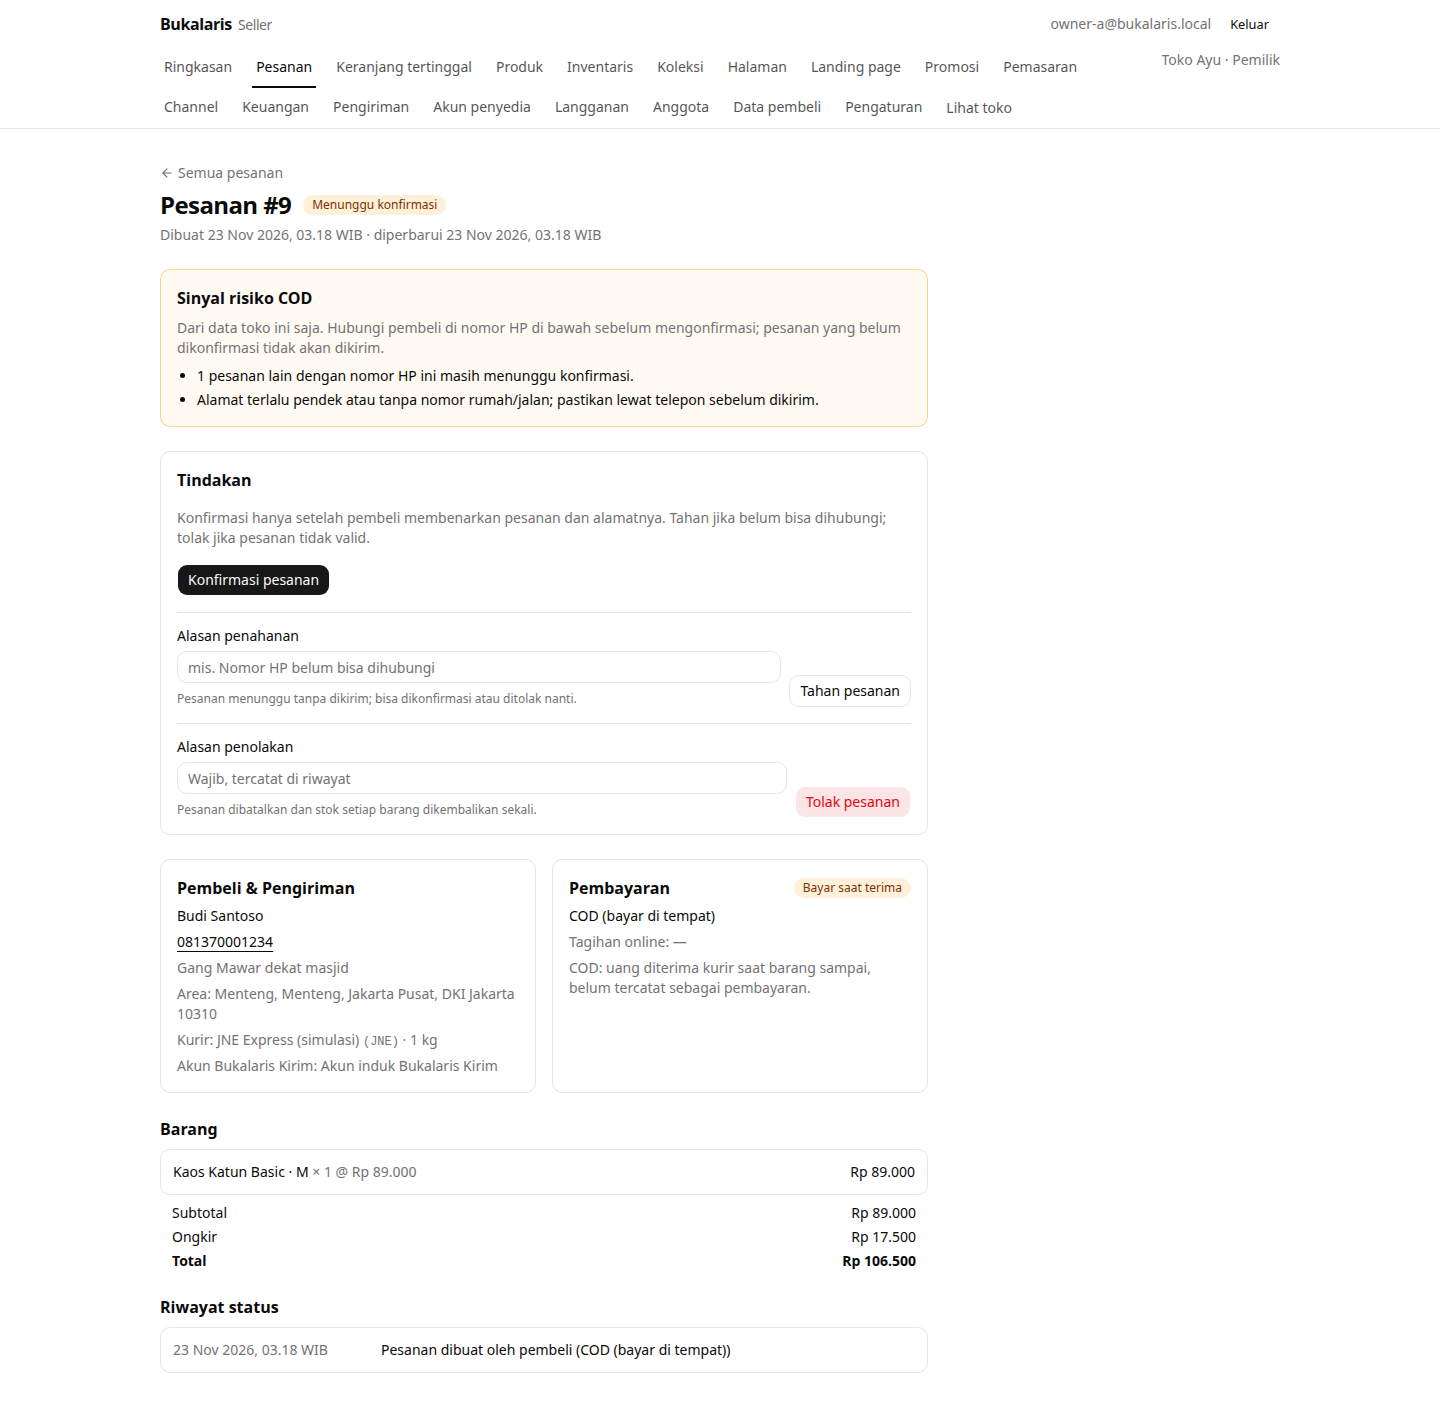 Bukalaris Seller
owner-a@bukalaris.local Keluar
Ringkasan Pesanan Keranjang tertinggal Produk Inventaris Koleksi Halaman Landing page Promosi Pemasaran
Toko Ayu · Pemilik
Channel Keuangan Pengiriman Akun penyedia Langganan Anggota Data pembeli Pengaturan Lihat toko
← Semua pesanan
Pesanan #9 Menunggu konfirmasi
Dibuat 23 Nov 2026, 03.18 WIB · diperbarui 23 Nov 2026, 03.18 WIB
Sinyal risiko COD
Dari data toko ini saja. Hubungi pembeli di nomor HP di bawah sebelum mengonfirmasi; pesanan yang belum
dikonfirmasi tidak akan dikirim.
• 1 pesanan lain dengan nomor HP ini masih menunggu konfirmasi.
• Alamat terlalu pendek atau tanpa nomor rumah/jalan; pastikan lewat telepon sebelum dikirim.
Tindakan
Konfirmasi hanya setelah pembeli membenarkan pesanan dan alamatnya. Tahan jika belum bisa dihubungi;
tolak jika pesanan tidak valid.
Konfirmasi pesanan
Alasan penahanan
mis. Nomor HP belum bisa dihubungi
Tahan pesanan
Pesanan menunggu tanpa dikirim; bisa dikonfirmasi atau ditolak nanti.
Alasan penolakan
Wajib, tercatat di riwayat
Tolak pesanan
Pesanan dibatalkan dan stok setiap barang dikembalikan sekali.
Pembeli & Pengiriman
Budi Santoso
081370001234
Gang Mawar dekat masjid
Area: Menteng, Menteng, Jakarta Pusat, DKI Jakarta
10310
Kurir: JNE Express (simulasi) (JNE) · 1 kg
Akun Bukalaris Kirim: Akun induk Bukalaris Kirim
Pembayaran Bayar saat terima
COD (bayar di tempat)
Tagihan online: —
COD: uang diterima kurir saat barang sampai,
belum tercatat sebagai pembayaran.
Barang
Kaos Katun Basic · M × 1 @ Rp 89.000 Rp 89.000
Subtotal Rp 89.000
Ongkir Rp 17.500
Total Rp 106.500
Riwayat status
23 Nov 2026, 03.18 WIB Pesanan dibuat oleh pembeli (COD (bayar di tempat))